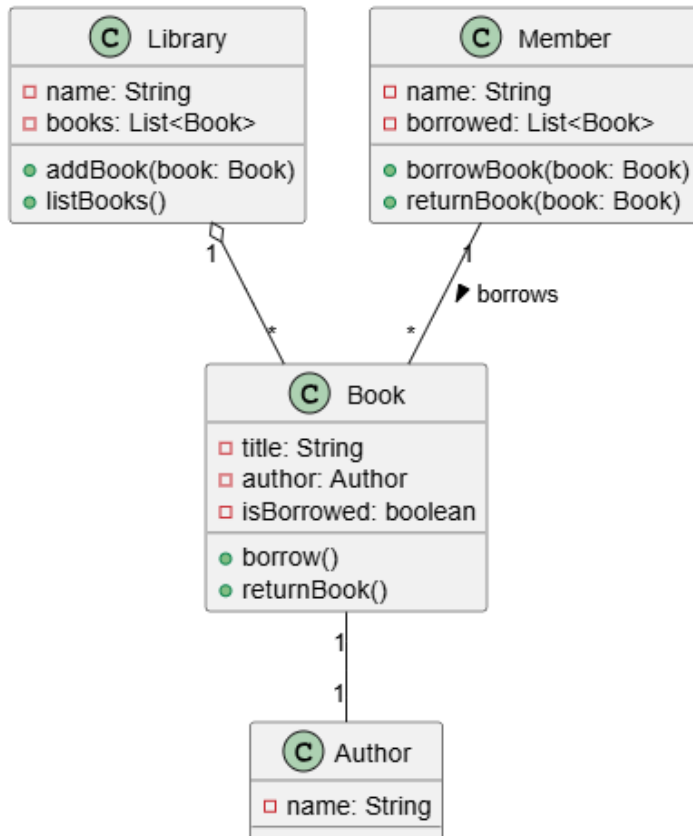 C Library
name: String
books: List<Book>
addBook(book: Book)
listBooks()
C Member
name: String
borrowed: List<Book>
borrowBook(book: Book)
returnBook(book: Book)
1
1
borrows
*
*
C Book
title: String
author: Author
isBorrowed: boolean
borrow()
returnBook()
1
1
C Author
name: String